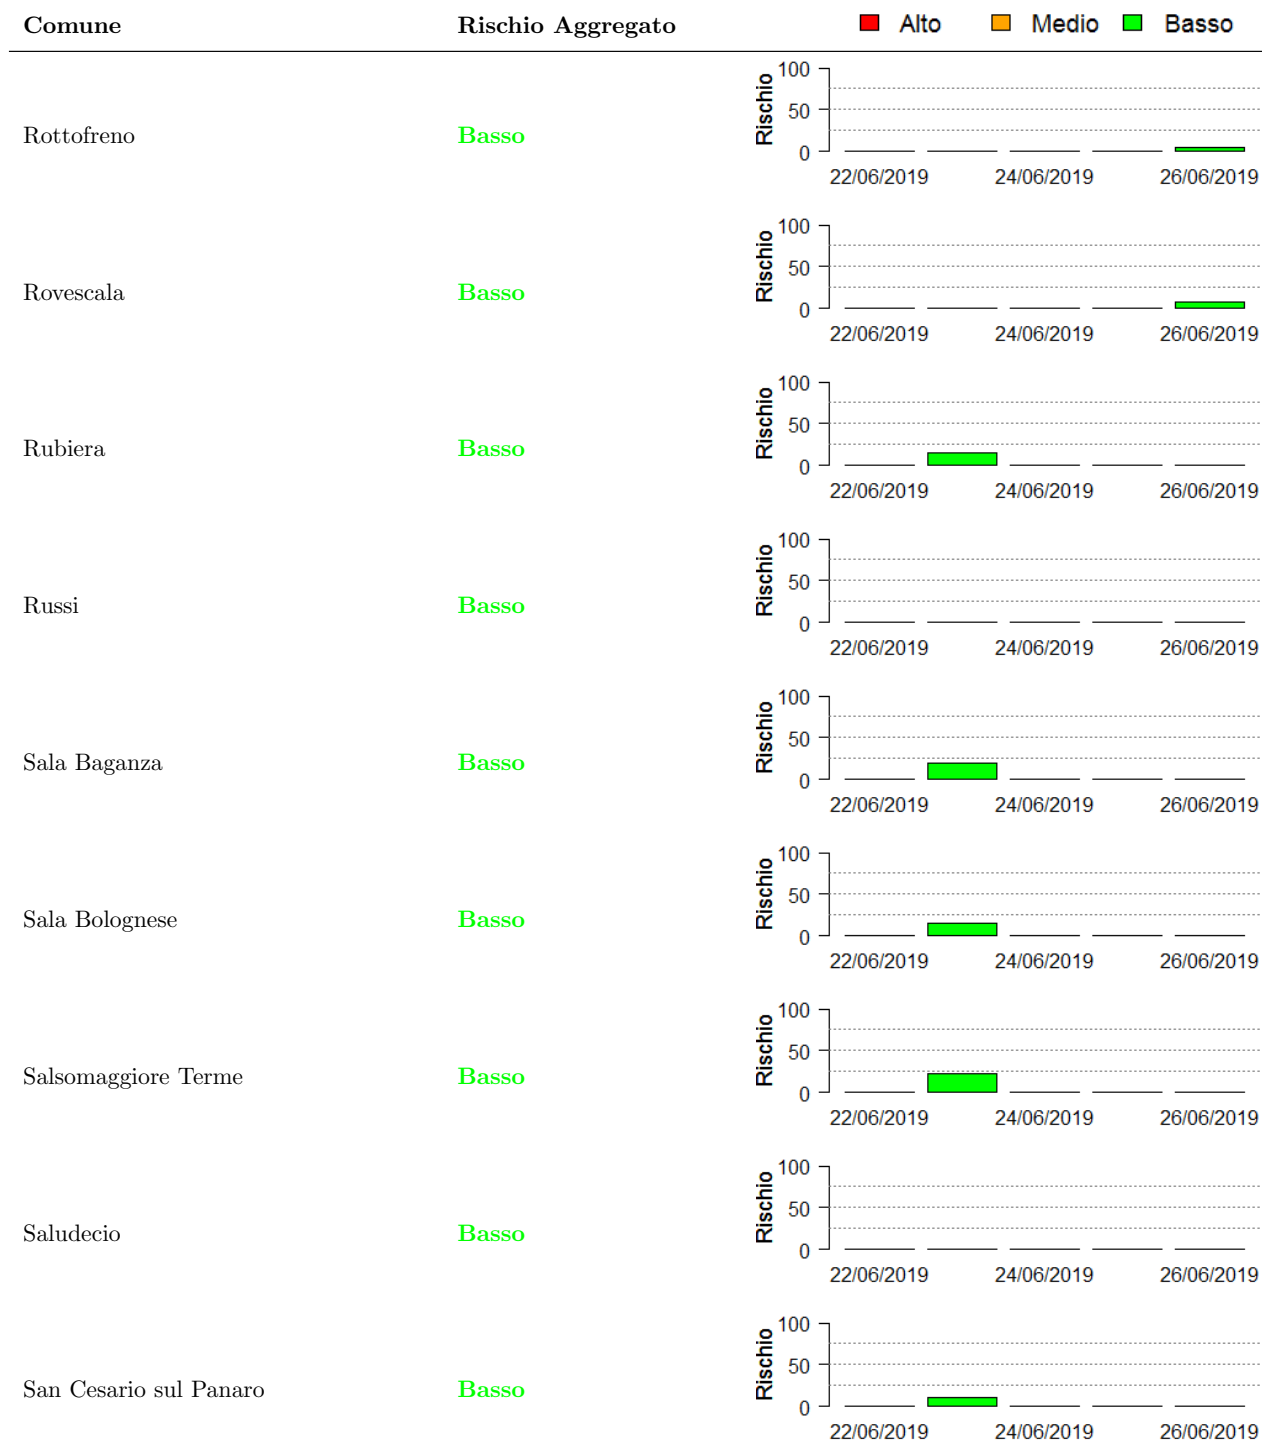 Comune Rischio Aggregato Alto Medio Basso
Rottofreno Basso
Rischio
100
50
0
22/06/2019 24/06/2019 26/06/2019
Rovescala Basso
Rischio
100
50
0
22/06/2019 24/06/2019 26/06/2019
Rubiera Basso
Rischio
100
50
0
22/06/2019 24/06/2019 26/06/2019
Russi Basso
Rischio
100
50
0
22/06/2019 24/06/2019 26/06/2019
Sala Baganza Basso
Rischio
100
50
0
22/06/2019 24/06/2019 26/06/2019
Sala Bolognese Basso
Rischio
100
50
0
22/06/2019 24/06/2019 26/06/2019
Salsomaggiore Terme Basso
Rischio
100
50
0
22/06/2019 24/06/2019 26/06/2019
Saludecio Basso
Rischio
100
50
0
22/06/2019 24/06/2019 26/06/2019
San Cesario sul Panaro Basso
Rischio
100
50
0
22/06/2019 24/06/2019 26/06/2019